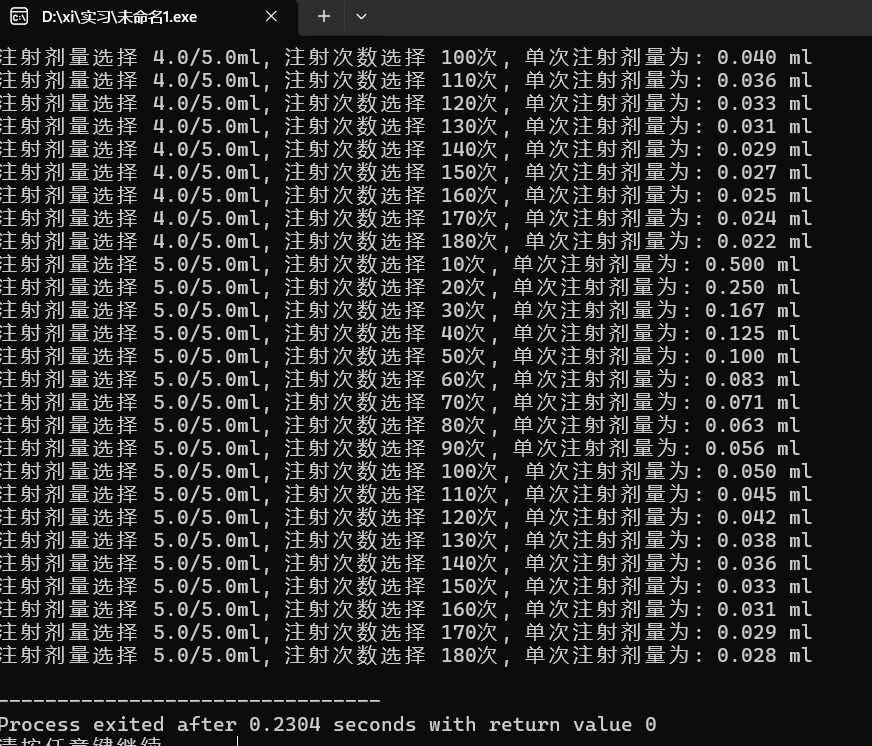 D:\xi\实习\未命名1.exe
注射剂量选择 4.0/5.0ml, 注射次数选择 100次, 单次注射剂量为: 0.040 ml
注射剂量选择 4.0/5.0ml, 注射次数选择 110次, 单次注射剂量为: 0.036 ml
注射剂量选择 4.0/5.0ml, 注射次数选择 120次, 单次注射剂量为: 0.033 ml
注射剂量选择 4.0/5.0ml, 注射次数选择 130次, 单次注射剂量为: 0.031 ml
注射剂量选择 4.0/5.0ml, 注射次数选择 140次, 单次注射剂量为: 0.029 ml
注射剂量选择 4.0/5.0ml, 注射次数选择 150次, 单次注射剂量为: 0.027 ml
注射剂量选择 4.0/5.0ml, 注射次数选择 160次, 单次注射剂量为: 0.025 ml
注射剂量选择 4.0/5.0ml, 注射次数选择 170次, 单次注射剂量为: 0.024 ml
注射剂量选择 4.0/5.0ml, 注射次数选择 180次, 单次注射剂量为: 0.022 ml
注射剂量选择 5.0/5.0ml, 注射次数选择 10次, 单次注射剂量为: 0.500 ml
注射剂量选择 5.0/5.0ml, 注射次数选择 20次, 单次注射剂量为: 0.250 ml
注射剂量选择 5.0/5.0ml, 注射次数选择 30次, 单次注射剂量为: 0.167 ml
注射剂量选择 5.0/5.0ml, 注射次数选择 40次, 单次注射剂量为: 0.125 ml
注射剂量选择 5.0/5.0ml, 注射次数选择 50次, 单次注射剂量为: 0.100 ml
注射剂量选择 5.0/5.0ml, 注射次数选择 60次, 单次注射剂量为: 0.083 ml
注射剂量选择 5.0/5.0ml, 注射次数选择 70次, 单次注射剂量为: 0.071 ml
注射剂量选择 5.0/5.0ml, 注射次数选择 80次, 单次注射剂量为: 0.063 ml
注射剂量选择 5.0/5.0ml, 注射次数选择 90次, 单次注射剂量为: 0.056 ml
注射剂量选择 5.0/5.0ml, 注射次数选择 100次, 单次注射剂量为: 0.050 ml
注射剂量选择 5.0/5.0ml, 注射次数选择 110次, 单次注射剂量为: 0.045 ml
注射剂量选择 5.0/5.0ml, 注射次数选择 120次, 单次注射剂量为: 0.042 ml
注射剂量选择 5.0/5.0ml, 注射次数选择 130次, 单次注射剂量为: 0.038 ml
注射剂量选择 5.0/5.0ml, 注射次数选择 140次, 单次注射剂量为: 0.036 ml
注射剂量选择 5.0/5.0ml, 注射次数选择 150次, 单次注射剂量为: 0.033 ml
注射剂量选择 5.0/5.0ml, 注射次数选择 160次, 单次注射剂量为: 0.031 ml
注射剂量选择 5.0/5.0ml, 注射次数选择 170次, 单次注射剂量为: 0.029 ml
注射剂量选择 5.0/5.0ml, 注射次数选择 180次, 单次注射剂量为: 0.028 ml
--------------------------------
Process exited after 0.2304 seconds with return value 0
请按任意键继续